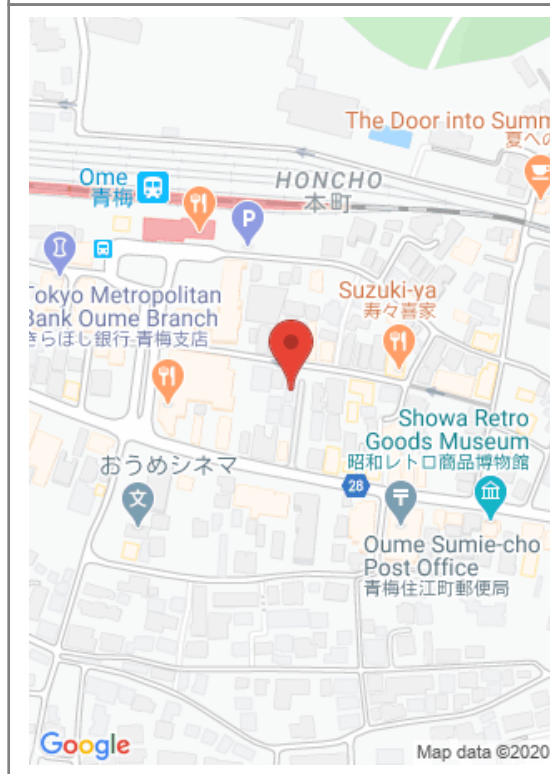 The Door into Summ
夏への
Ome
青梅
HONCHO
本町
P
Tokyo Metropolitan
Bank Oume Branch
きらぼし銀行 青梅支店
Suzuki-ya
寿々喜家
Showa Retro
Goods Museum
昭和レトロ商品博物館
おうめシネマ
文
28
Oume Sumie-cho
Post Office
青梅住江町郵便局
Google
Map data ©2020